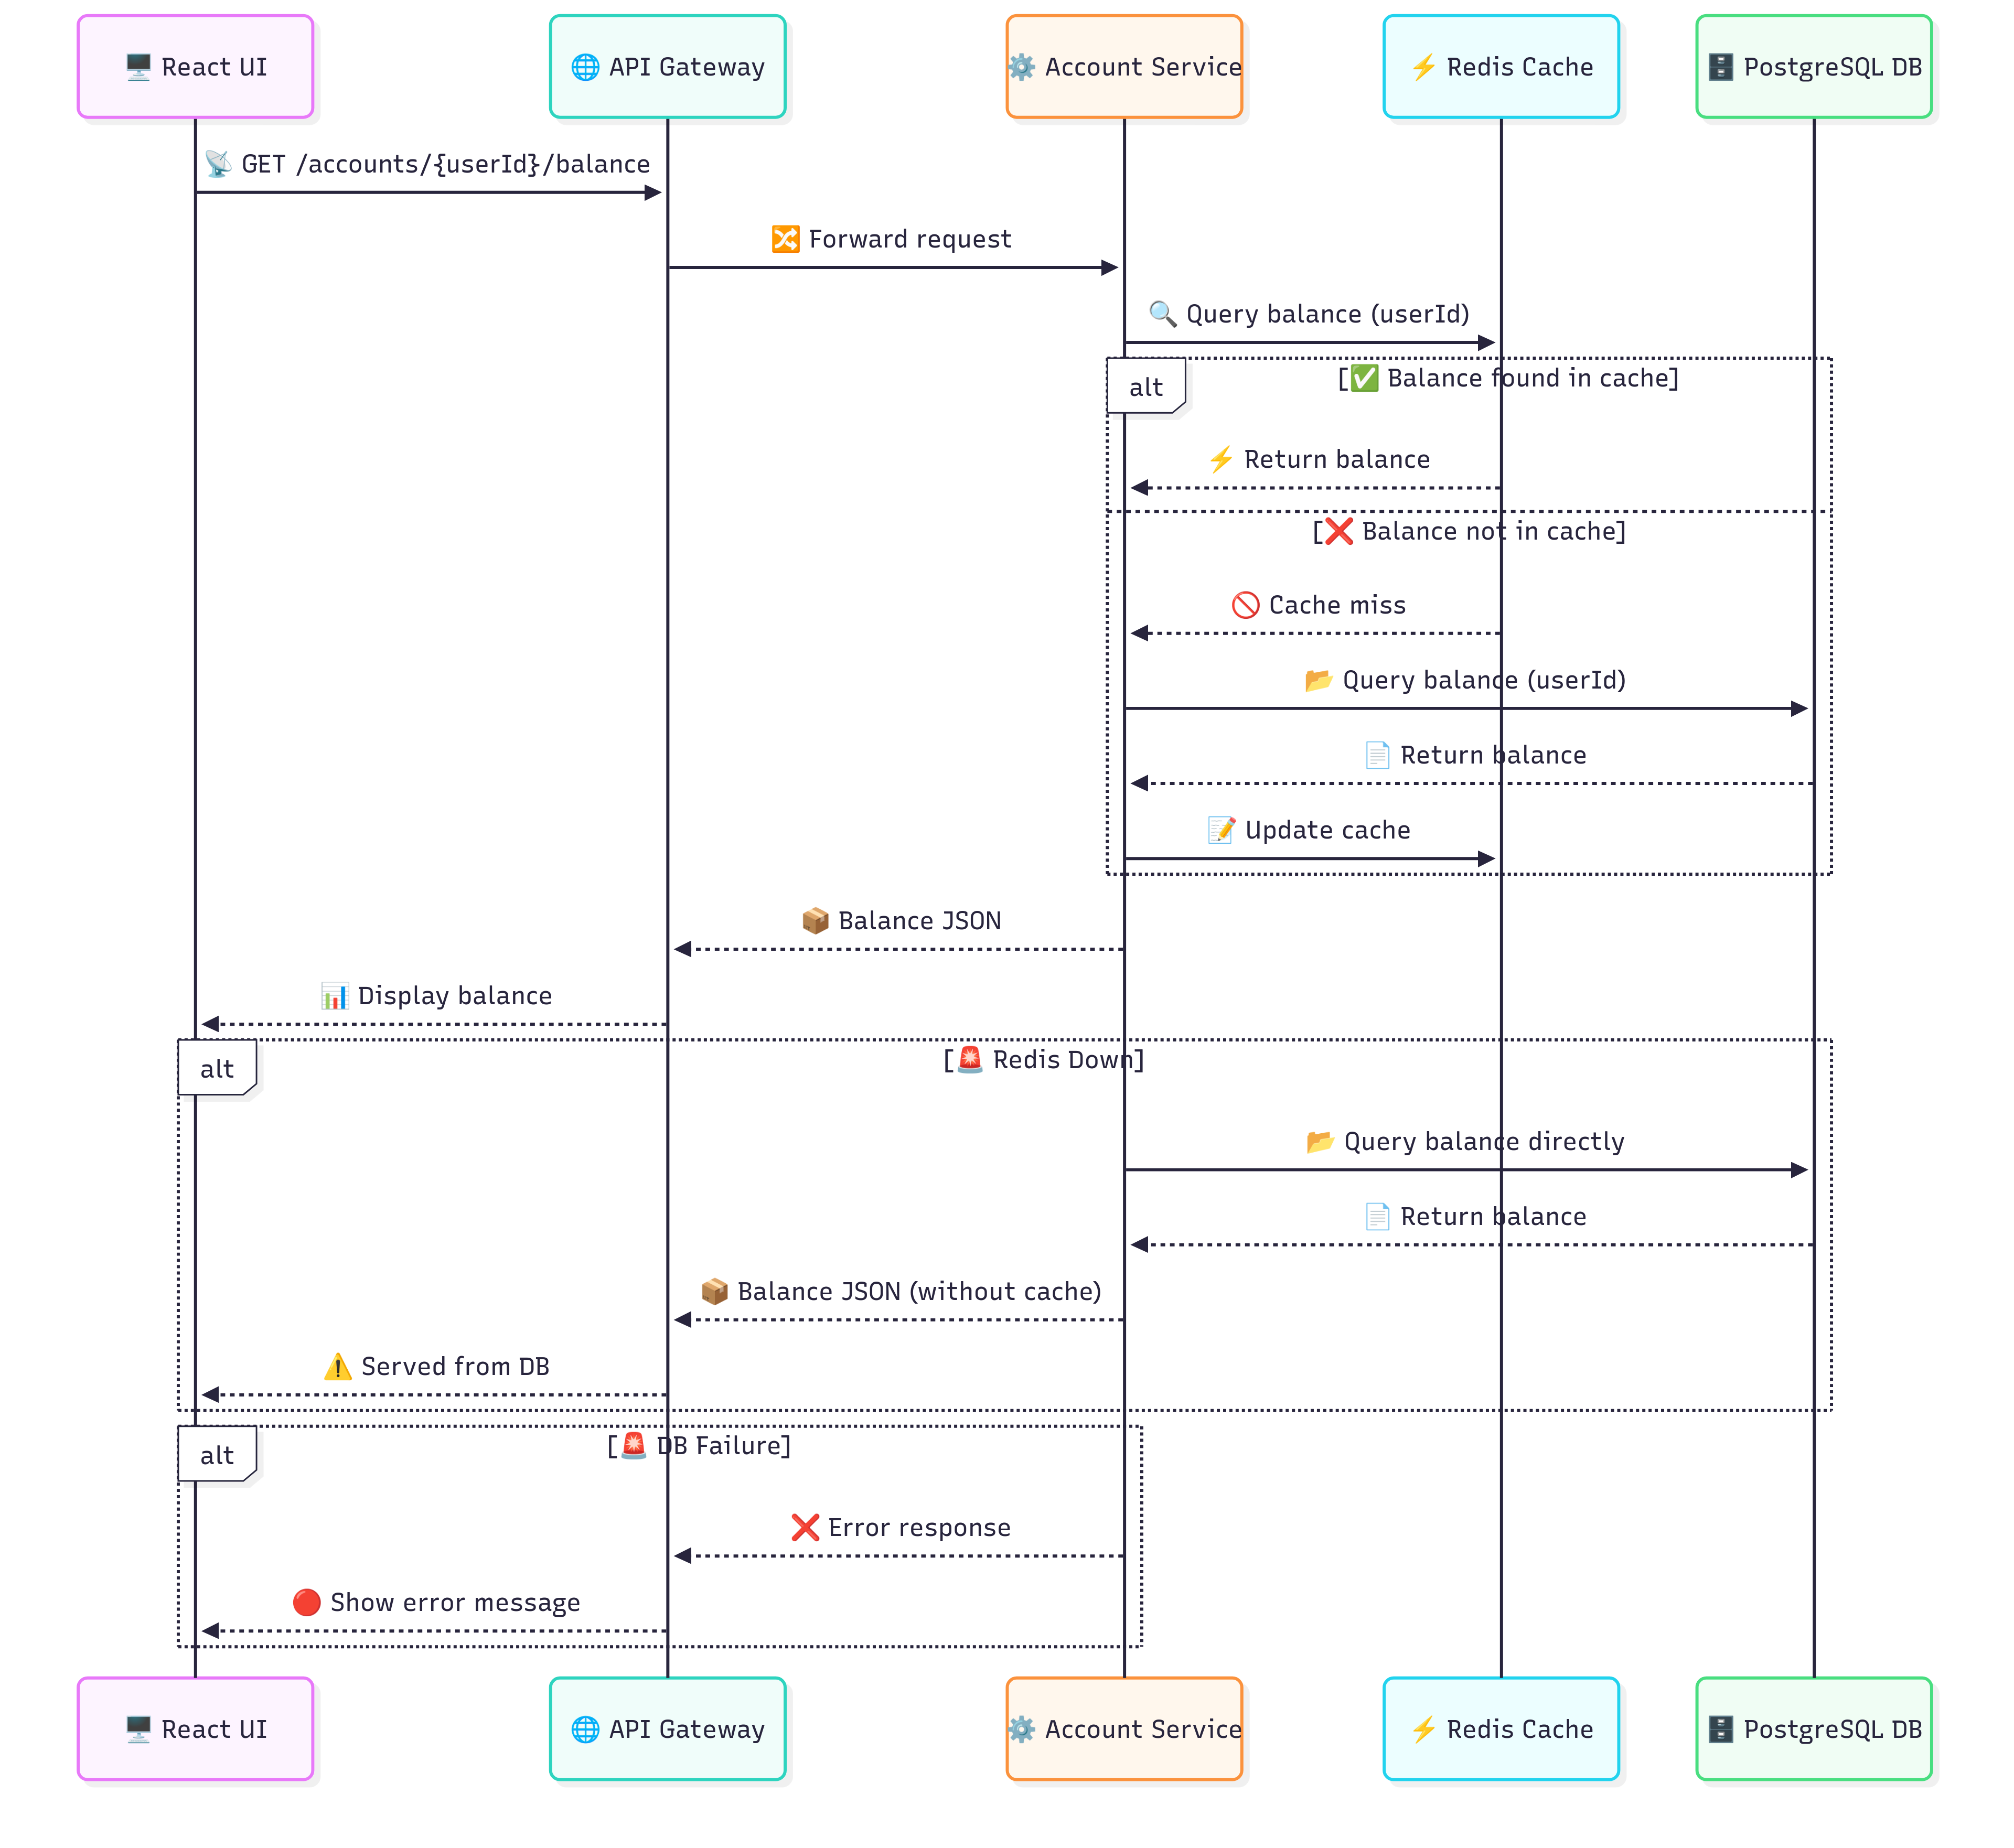 🖥️ React UI
🌐 API Gateway
⚙️ Account Service
⚡ Redis Cache
🗄️ PostgreSQL DB
📡 GET /accounts/{userId}/balance
🔀 Forward request
🔍 Query balance (userId)
alt
[✅ Balance found in cache]
⚡ Return balance
[❌ Balance not in cache]
🚫 Cache miss
📂 Query balance (userId)
📄 Return balance
📝 Update cache
📦 Balance JSON
📊 Display balance
alt
[🚨 Redis Down]
📂 Query balance directly
📄 Return balance
📦 Balance JSON (without cache)
⚠️ Served from DB
alt
[🚨 DB Failure]
❌ Error response
🔴 Show error message
🖥️ React UI
🌐 API Gateway
⚙️ Account Service
⚡ Redis Cache
🗄️ PostgreSQL DB